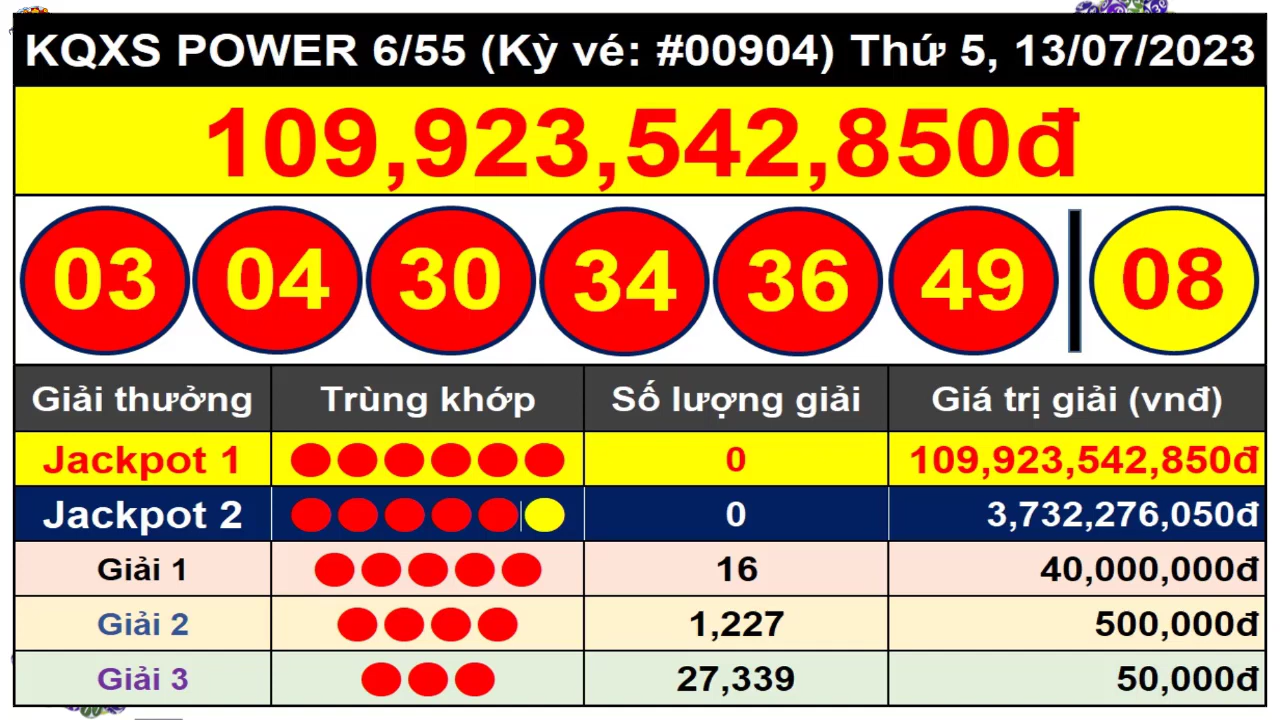 KQXS POWER 6/55 (Kỳ vé: #00904) Thứ 5, 13/07/2023
109,923,542,850đ
03 04 30 34 36 49 08
Giải thưởng Trùng khớp Số lượng giải Giá trị giải (vnđ)
Jackpot 1 0 109,923,542,850đ
Jackpot 2 0 3,732,276,050đ
Giải 1 16 40,000,000đ
Giải 2 1,227 500,000đ
Giải 3 27,339 50,000đ